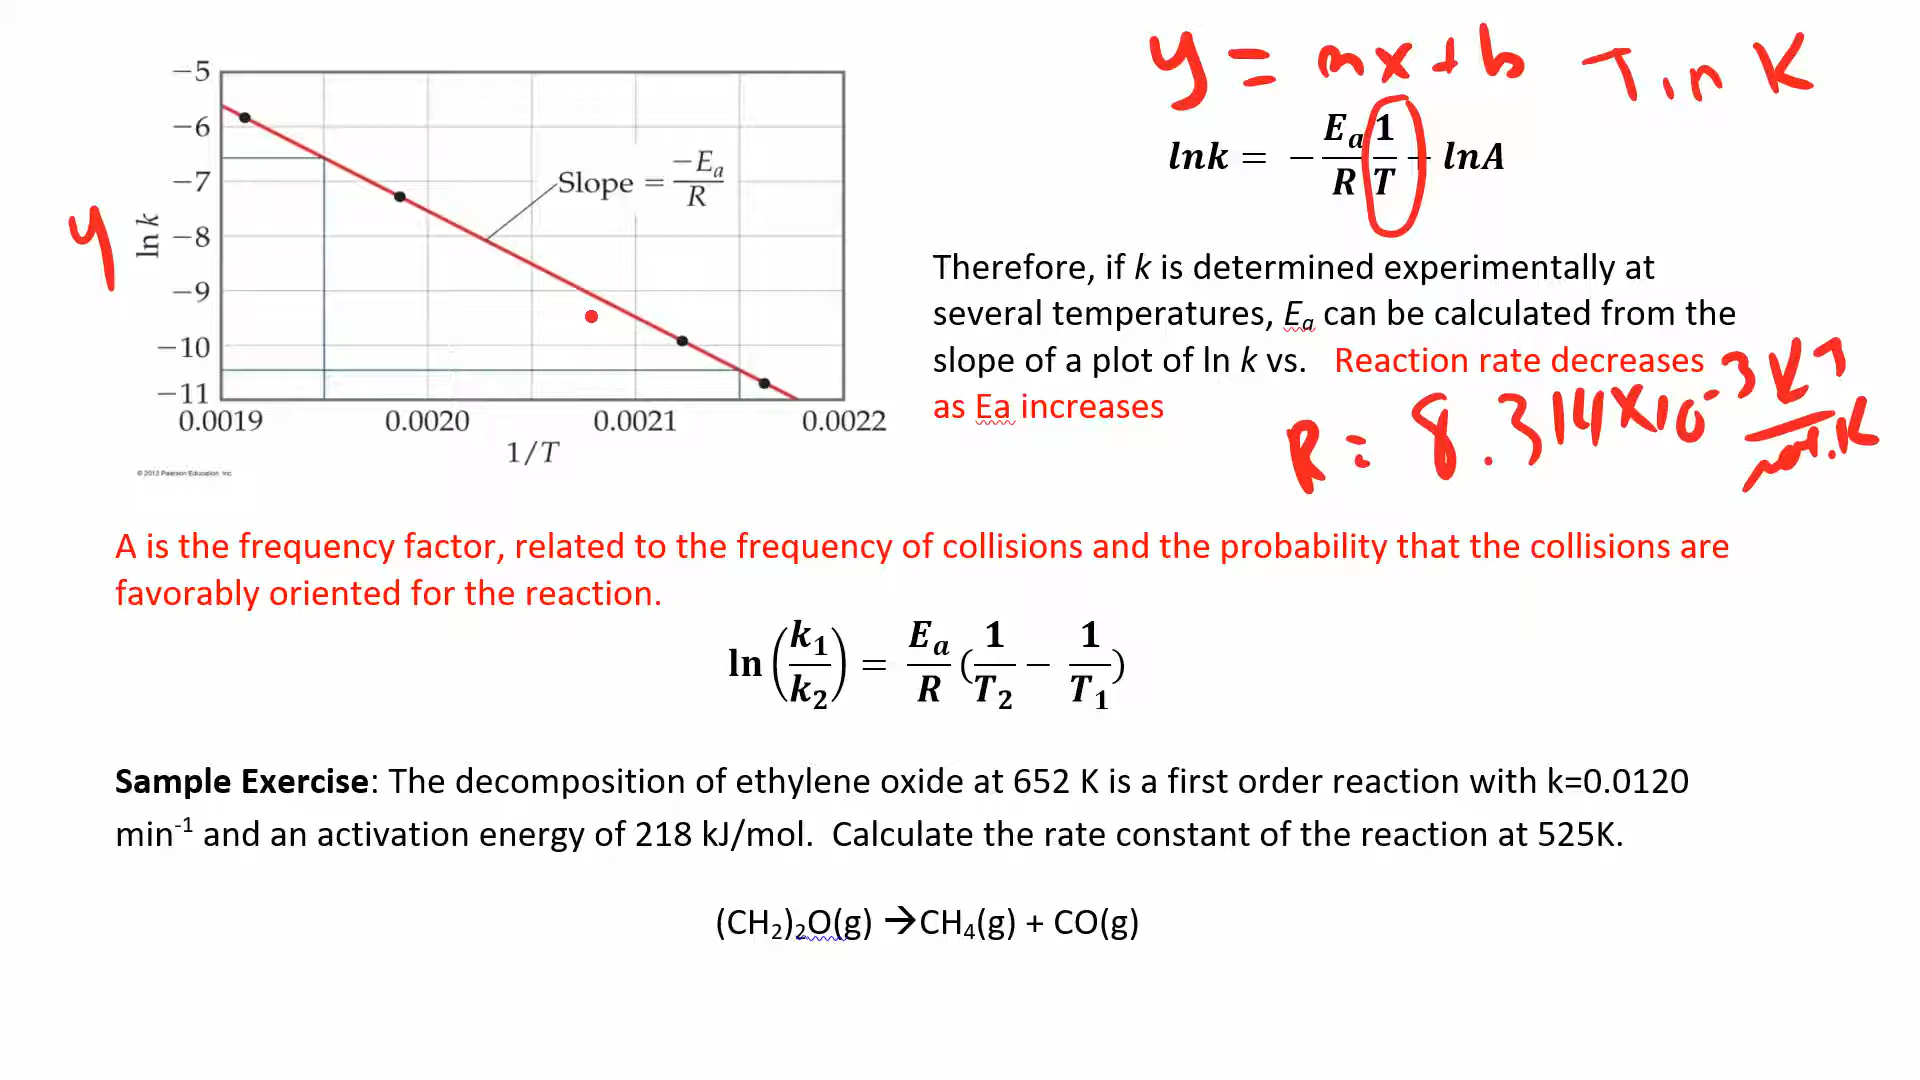 y = mx + b T in K
−5
−6
−7
−8
−9
−10
−11
ln k
y
Slope = −Ea/R
0.0019 0.0020 0.0021 0.0022
1/T
© 2012 Pearson Education, Inc.
lnk = − Ea/R 1/T + lnA
Therefore, if k is determined experimentally at
several temperatures, Ea can be calculated from the
slope of a plot of ln k vs. Reaction rate decreases
as Ea increases
R = 8.314 x 10⁻³ kJ/mol·K
A is the frequency factor, related to the frequency of collisions and the probability that the collisions are
favorably oriented for the reaction.
ln(k₁/k₂) = Ea/R (1/T₂ − 1/T₁)
Sample Exercise: The decomposition of ethylene oxide at 652 K is a first order reaction with k=0.0120
min⁻¹ and an activation energy of 218 kJ/mol. Calculate the rate constant of the reaction at 525K.
(CH₂)₂O(g) →CH₄(g) + CO(g)